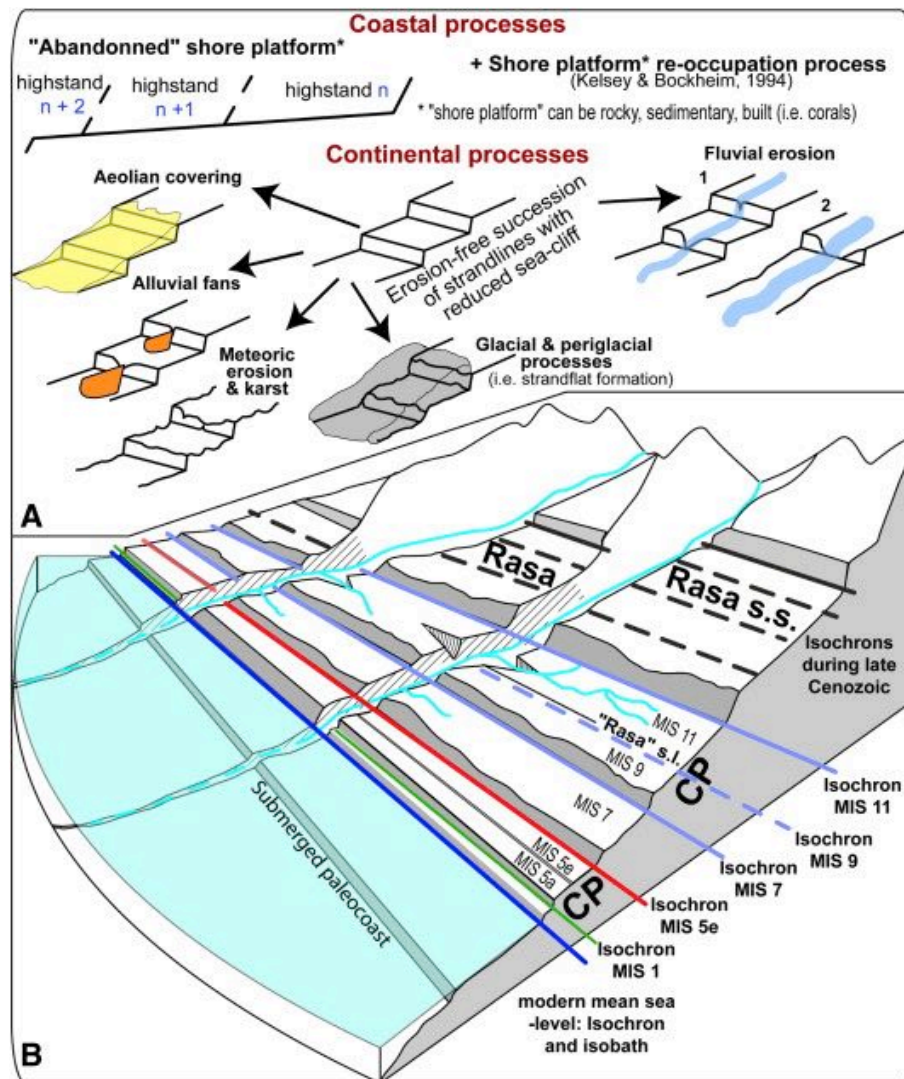 Coastal processes
"Abandonned" shore platform*
highstand
n + 2
highstand
n +1
highstand n
+ Shore platform* re-occupation process
(Kelsey & Bockheim, 1994)
* "shore platform" can be rocky, sedimentary, built (i.e. corals)
Continental processes
Aeolian covering
Fluvial erosion
1
2
Erosion-free succession
of strandlines with
reduced sea-cliff
Alluvial fans
Meteoric
erosion
& karst
Glacial & periglacial
processes
(i.e. strandflat formation)
A
Rasa
Rasa s.s.
Isochrons
during late
Cenozoic
MIS 11
"Rasa" s.l.
MIS 9
CP
MIS 7
MIS 5e
MIS 5a
CP
Submerged paleocoast
Isochron
MIS 11
Isochron
MIS 9
Isochron
MIS 7
Isochron
MIS 5e
Isochron
MIS 1
modern mean sea
-level: Isochron
and isobath
B